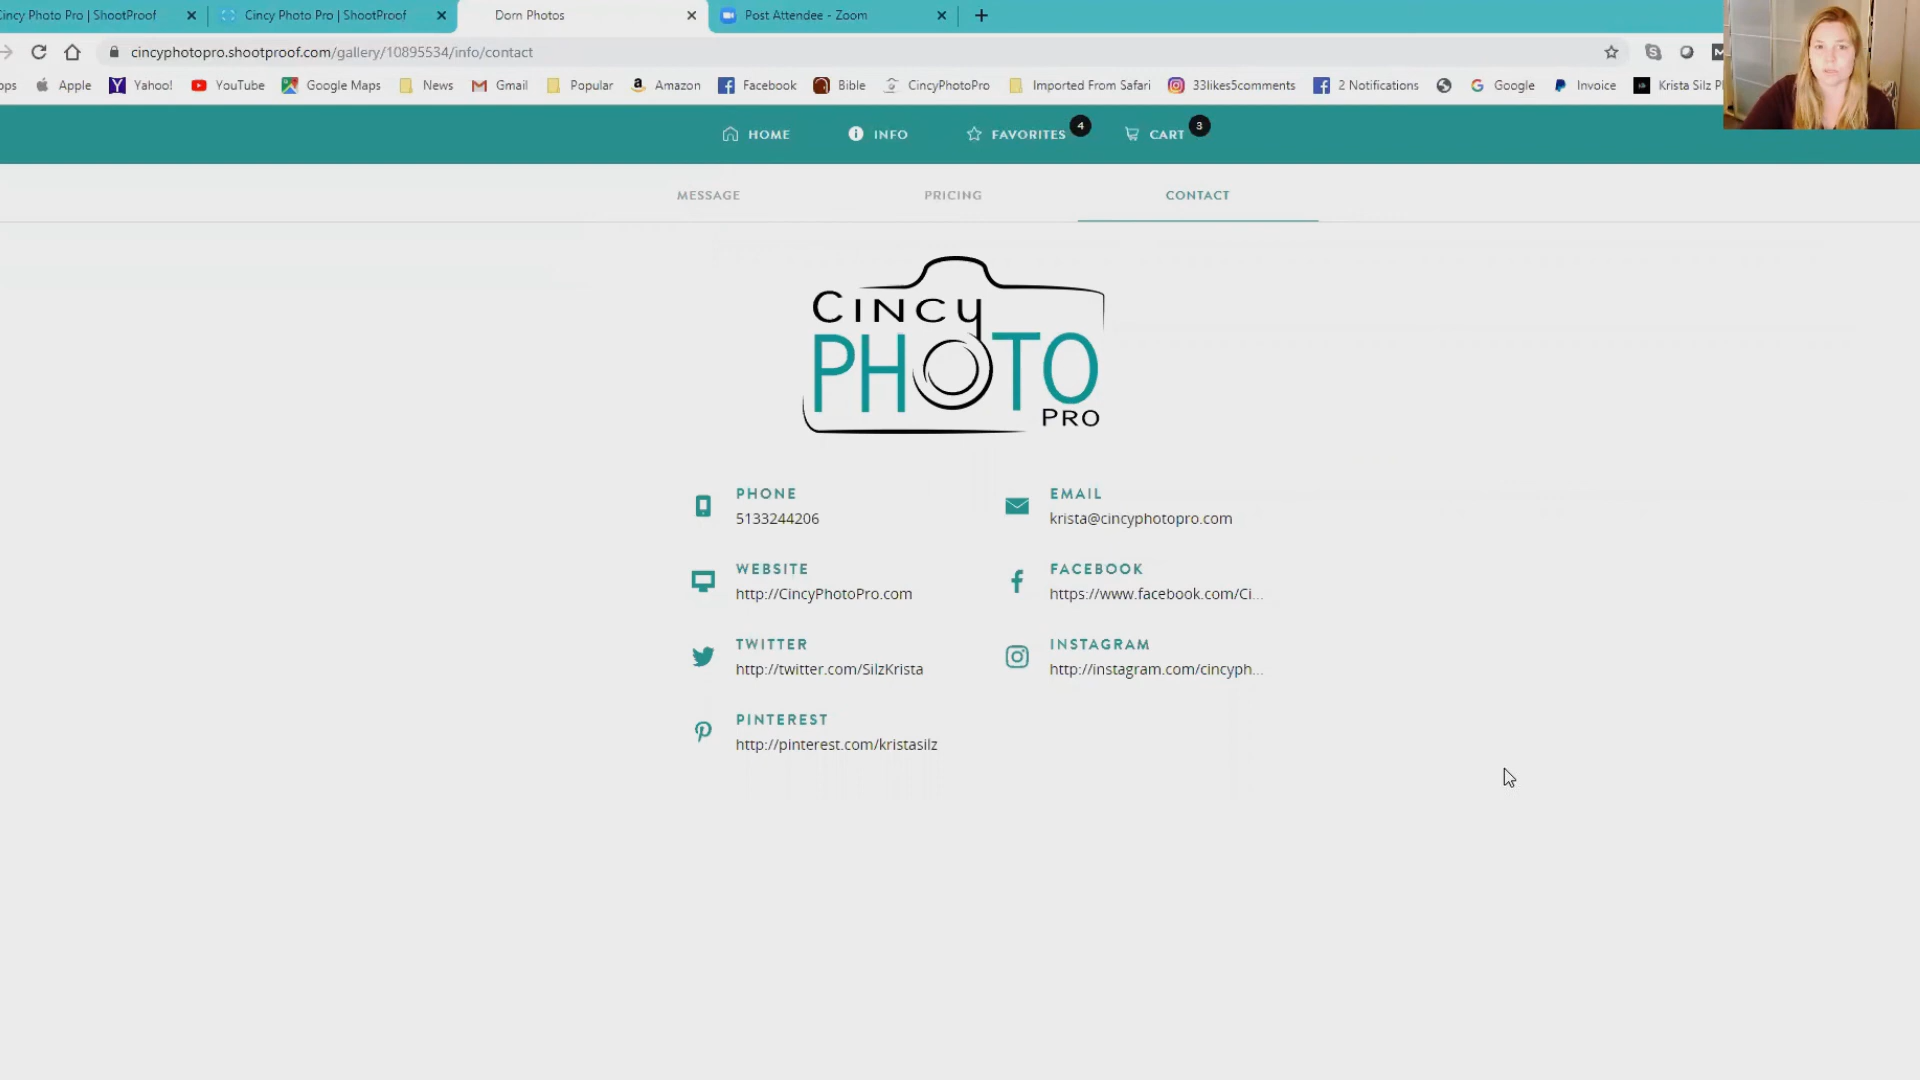 Cincy Photo Pro | ShootProof
Cincy Photo Pro | ShootProof
Dorn Photos
Post Attendee - Zoom
cincyphotopro.shootproof.com/gallery/10895534/info/contact
Apple
Yahoo!
YouTube
Google Maps
News
Gmail
Popular
Amazon
Facebook
Bible
CincyPhotoPro
Imported From Safari
33likes5comments
2 Notifications
Google
Invoice
Krista Silz
HOME
INFO
FAVORITES 4
CART 3
MESSAGE
PRICING
CONTACT
CINCY
PHOTO
PRO
PHONE
5133244206
EMAIL
krista@cincyphotopro.com
WEBSITE
http://CincyPhotoPro.com
FACEBOOK
https://www.facebook.com/Ci...
TWITTER
http://twitter.com/SilzKrista
INSTAGRAM
http://instagram.com/cincyph...
PINTEREST
http://pinterest.com/kristasilz